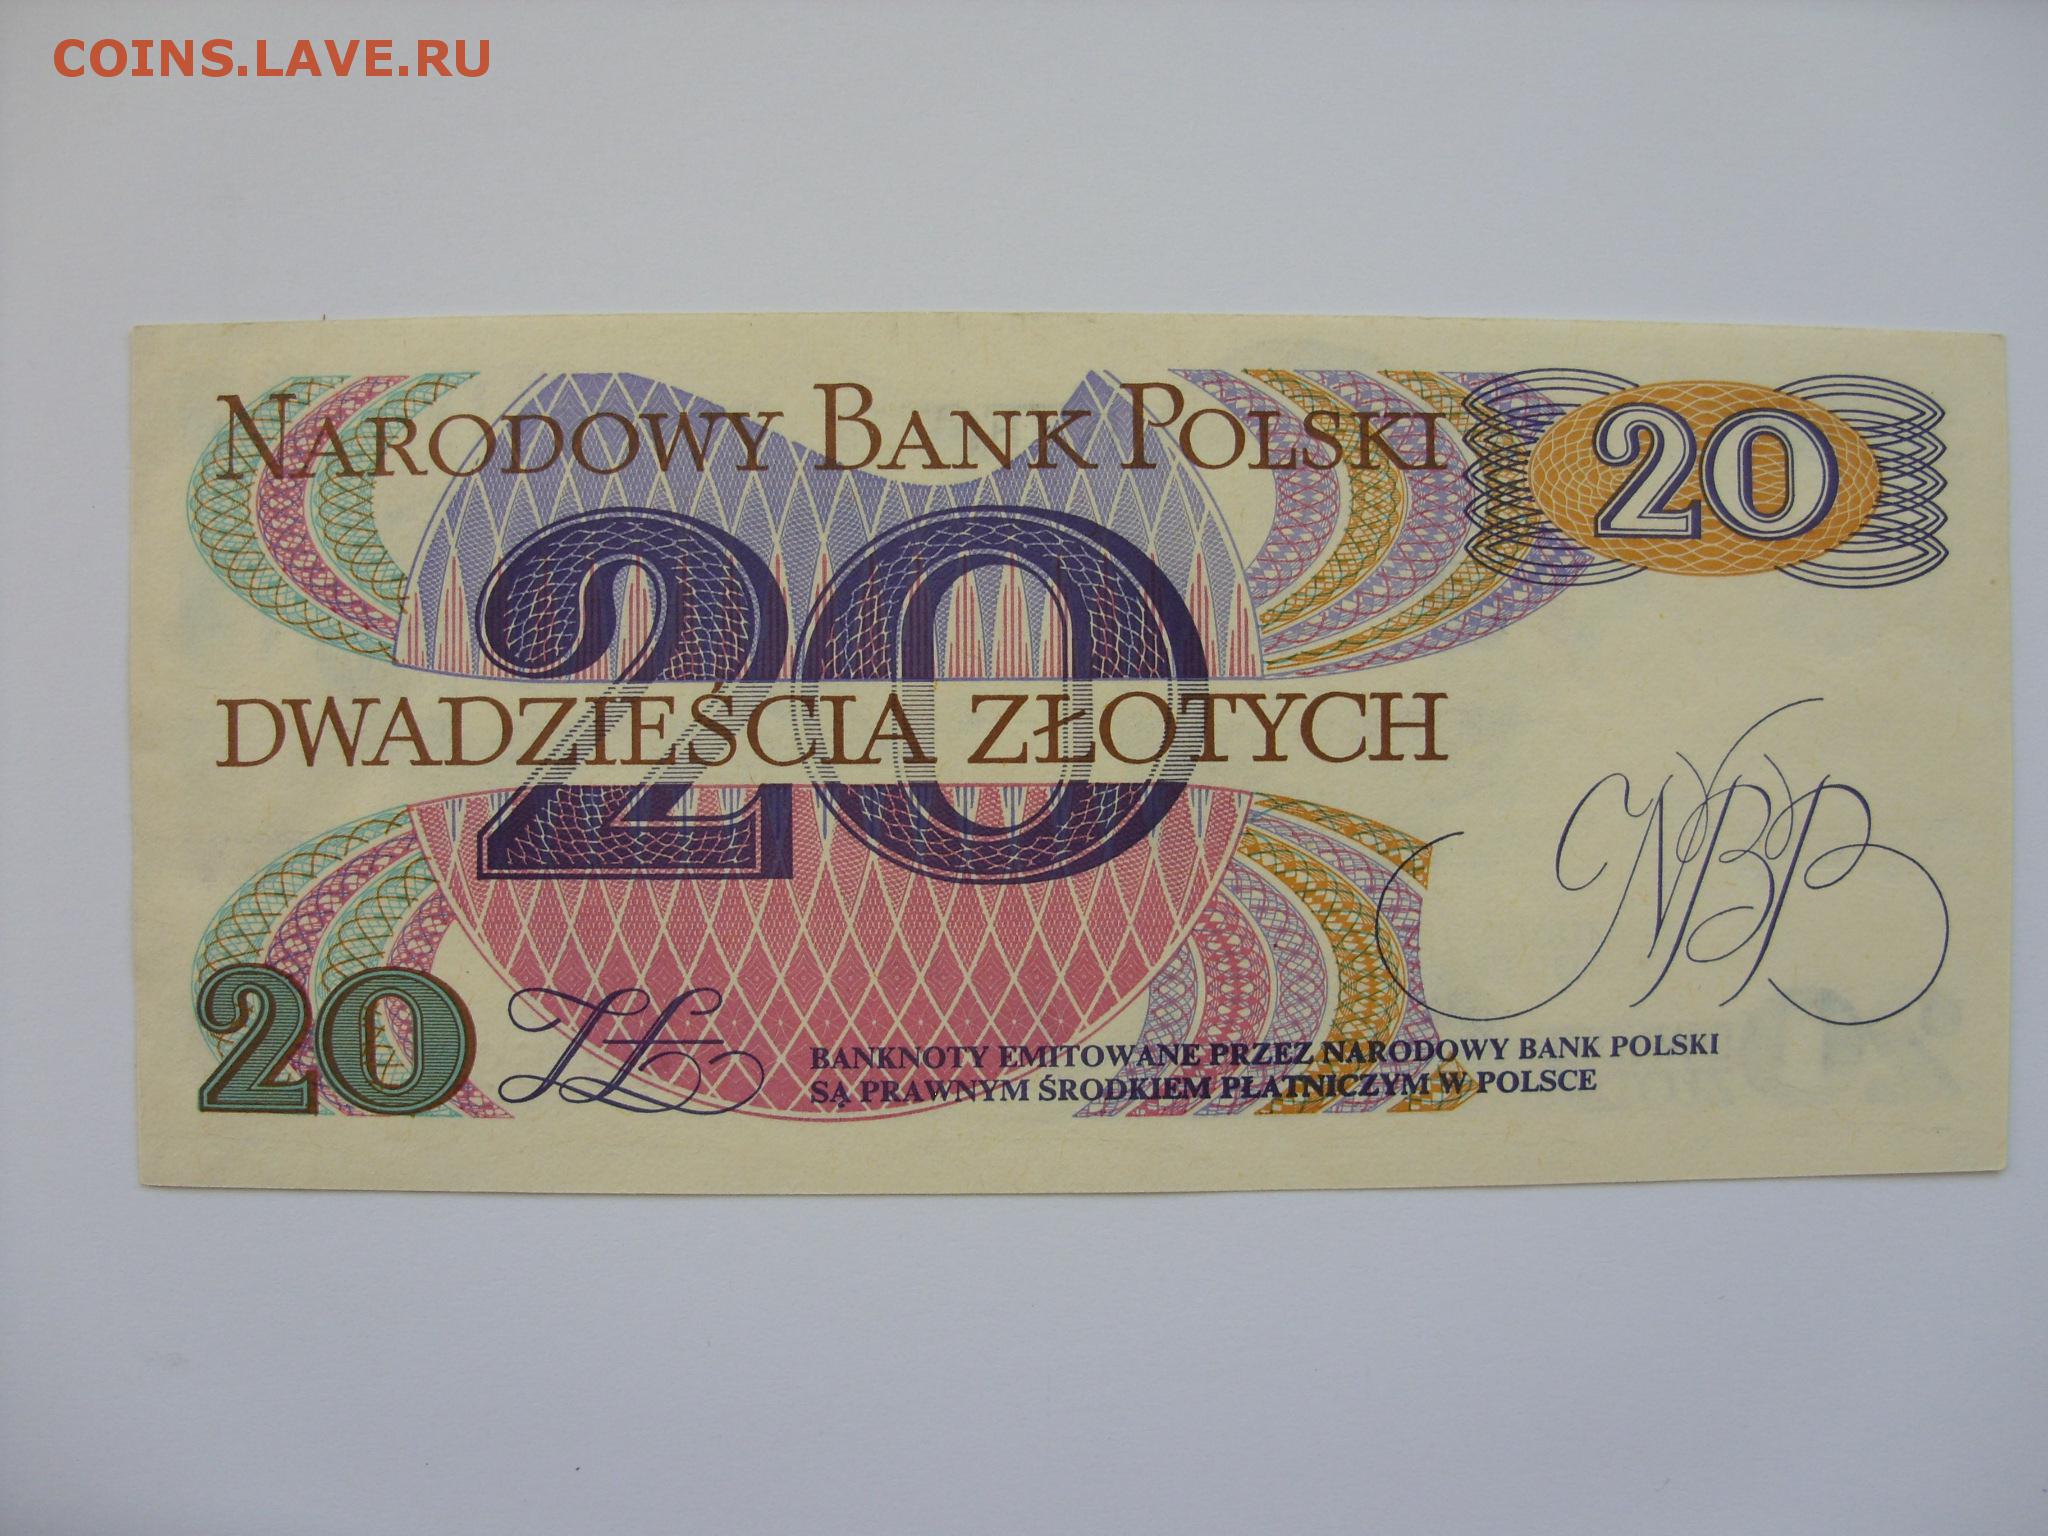 COINS.LAVE.RU
NARODOWY BANK POLSKI
20
20
DWADZIEŚCIA ZŁOTYCH
NBP
20
Zł
BANKNOTY EMITOWANE PRZEZ NARODOWY BANK POLSKI
SĄ PRAWNYM ŚRODKIEM PŁATNICZYM W POLSCE